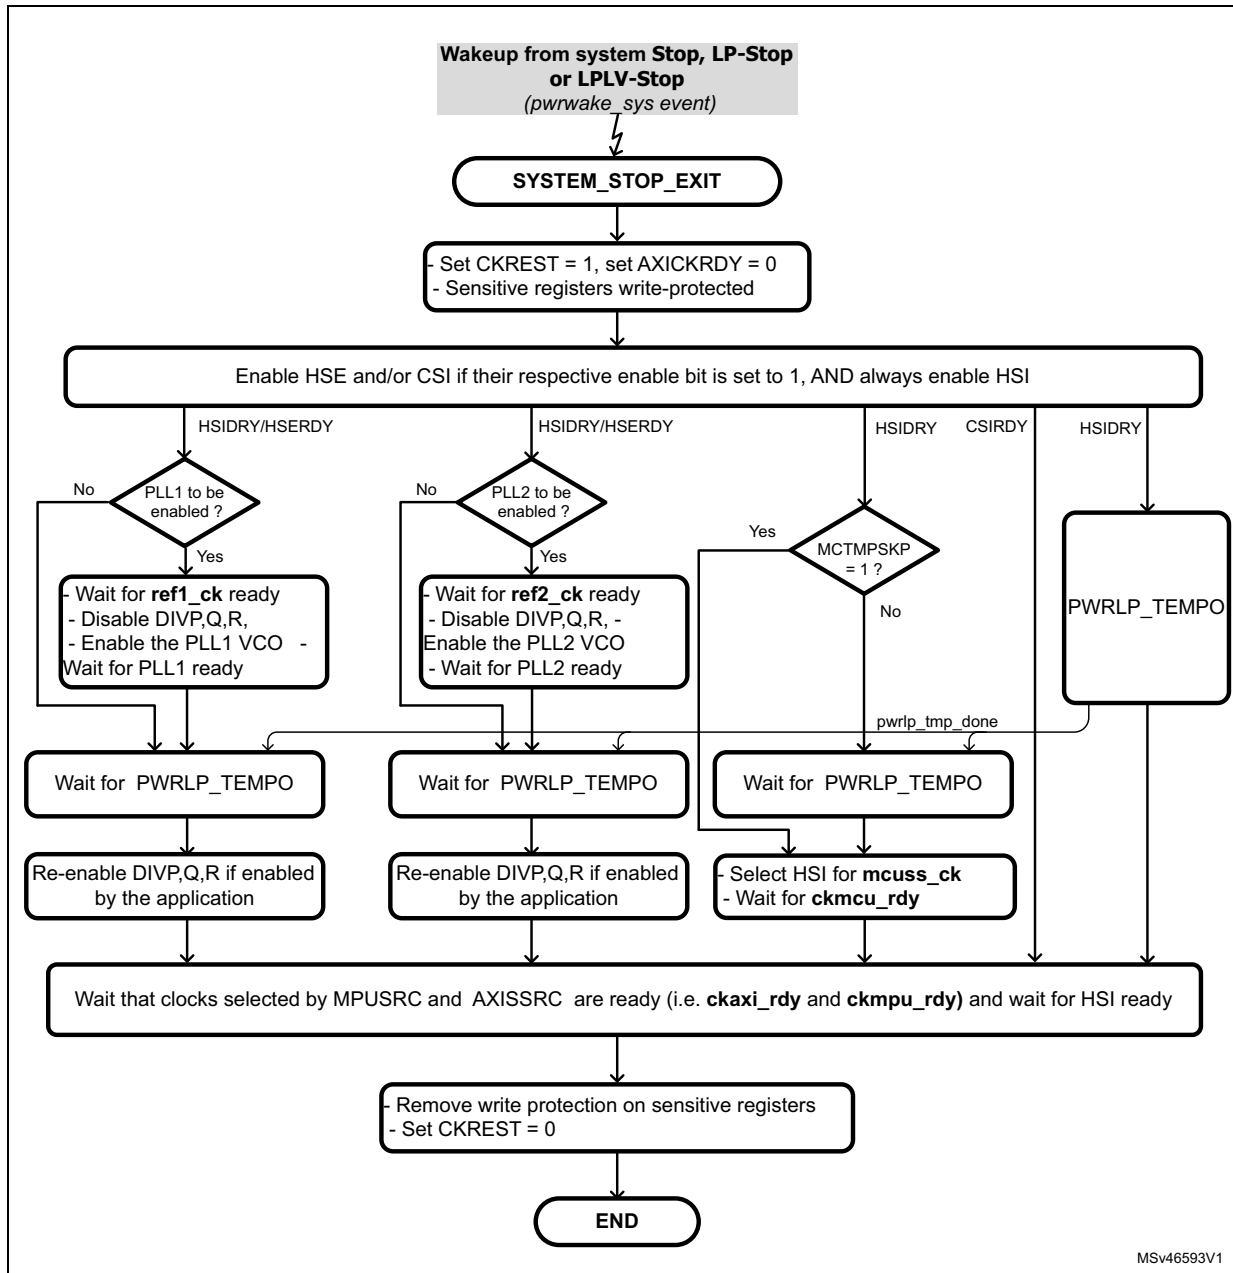 Wakeup from system Stop, LP-Stop
or LPLV-Stop
(pwrwake_sys event)
SYSTEM_STOP_EXIT
- Set CKREST = 1, set AXICKRDY = 0
- Sensitive registers write-protected
Enable HSE and/or CSI if their respective enable bit is set to 1, AND always enable HSI
HSIDRY/HSERDY
HSIDRY/HSERDY
HSIDRY
CSIRDY
HSIDRY
No
PLL1 to be
enabled ?
Yes
No
PLL2 to be
enabled ?
Yes
Yes
MCTMPSKP
= 1 ?
No
PWRLP_TEMPO
- Wait for ref1_ck ready
- Disable DIVP,Q,R,
- Enable the PLL1 VCO -
Wait for PLL1 ready
- Wait for ref2_ck ready
- Disable DIVP,Q,R, -
Enable the PLL2 VCO
- Wait for PLL2 ready
pwrlp_tmp_done
Wait for PWRLP_TEMPO
Wait for PWRLP_TEMPO
Wait for PWRLP_TEMPO
Re-enable DIVP,Q,R if enabled
by the application
Re-enable DIVP,Q,R if enabled
by the application
- Select HSI for mcuss_ck
- Wait for ckmcu_rdy
Wait that clocks selected by MPUSRC and AXISSRC are ready (i.e. ckaxi_rdy and ckmpu_rdy) and wait for HSI ready
- Remove write protection on sensitive registers
- Set CKREST = 0
END
MSv46593V1